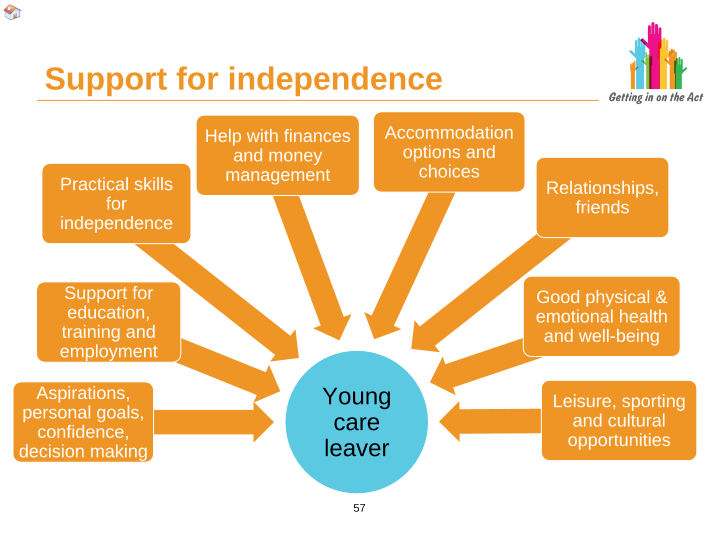 Support for independence
Getting in on the Act
Help with finances
and money
management
Accommodation
options and
choices
Practical skills
for
independence
Relationships,
friends
Support for
education,
training and
employment
Good physical &
emotional health
and well-being
Aspirations,
personal goals,
confidence,
decision making
Young
care
leaver
Leisure, sporting
and cultural
opportunities
57